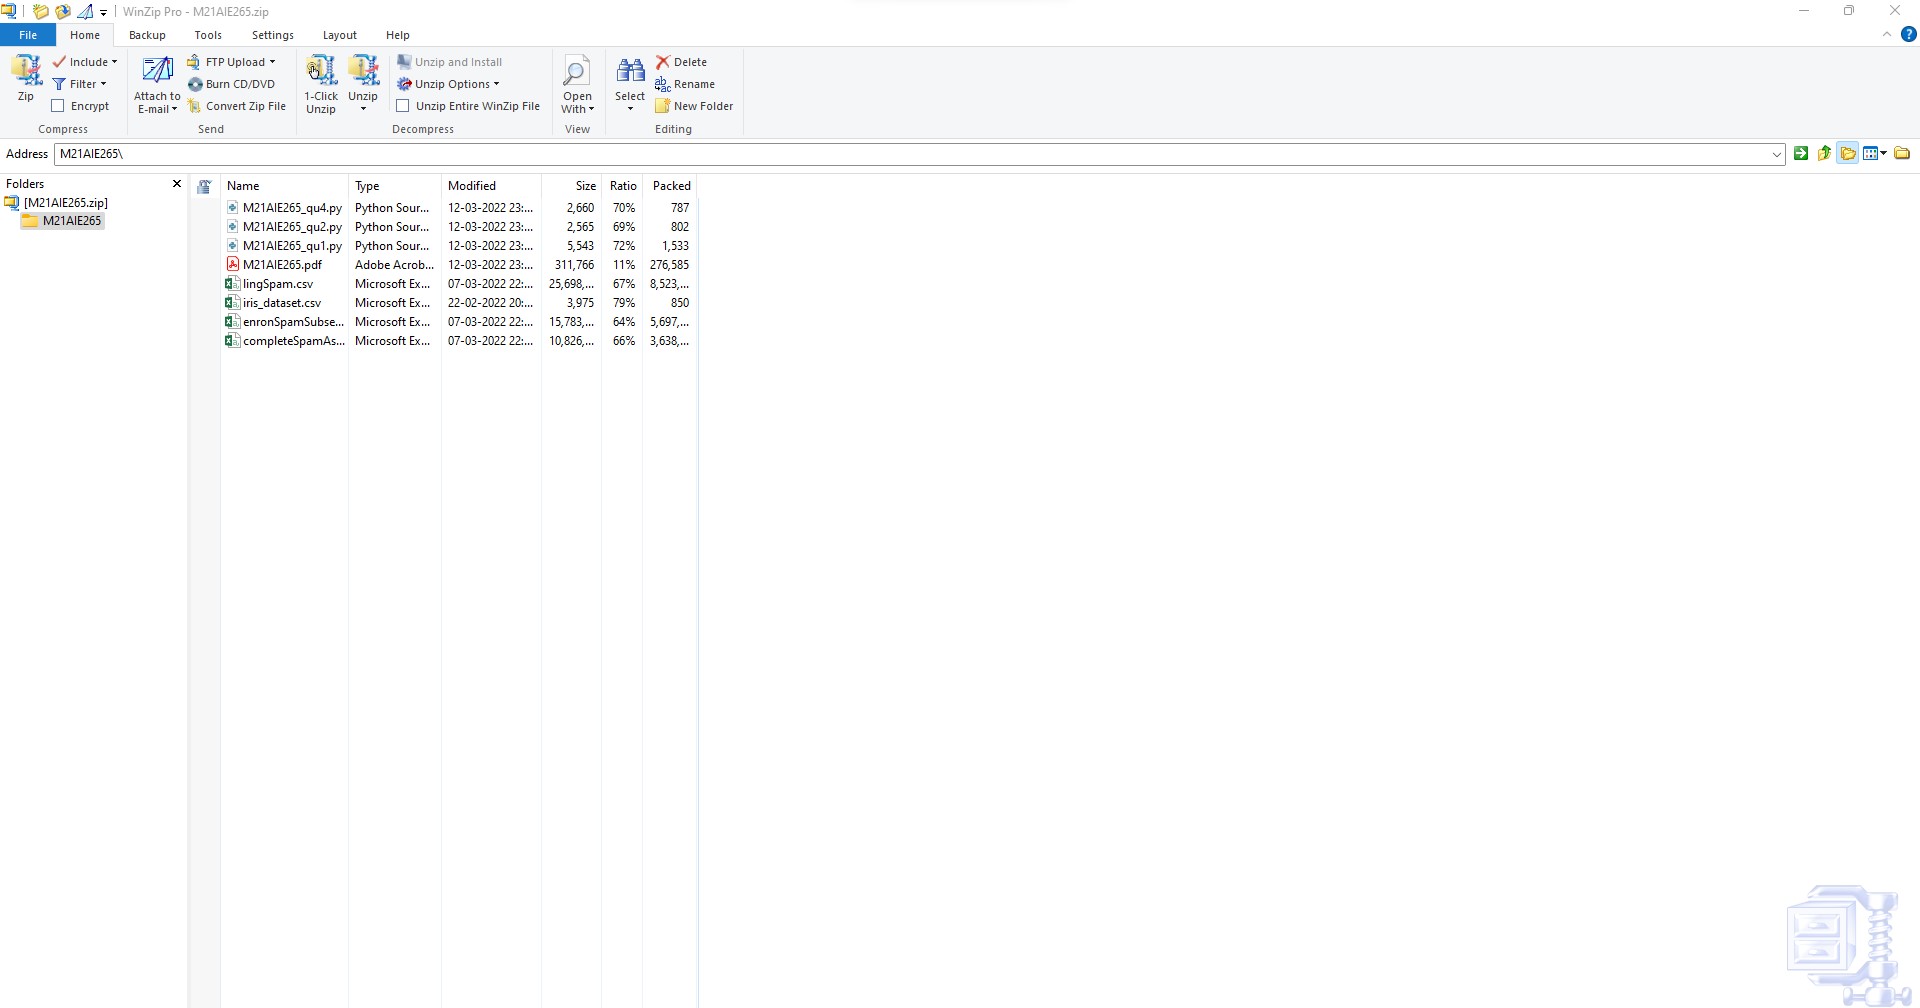 WinZip Pro - M21AIE265.zip
File Home Backup Tools Settings Layout Help
Zip
Include
Filter
Encrypt
Compress
Attach to
E-mail
FTP Upload
Burn CD/DVD
Convert Zip File
Send
1-Click
Unzip
Unzip
Unzip and Install
Unzip Options
Unzip Entire WinZip File
Decompress
Open
With
View
Select
Delete
Rename
New Folder
Editing
Address M21AIE265\
Folders
[M21AIE265.zip]
M21AIE265
Name Type Modified Size Ratio Packed
M21AIE265_qu4.py Python Sour... 12-03-2022 23:... 2,660 70% 787
M21AIE265_qu2.py Python Sour... 12-03-2022 23:... 2,565 69% 802
M21AIE265_qu1.py Python Sour... 12-03-2022 23:... 5,543 72% 1,533
M21AIE265.pdf Adobe Acrob... 12-03-2022 23:... 311,766 11% 276,585
lingSpam.csv Microsoft Ex... 07-03-2022 22:... 25,698,... 67% 8,523,...
iris_dataset.csv Microsoft Ex... 22-02-2022 20:... 3,975 79% 850
enronSpamSubse... Microsoft Ex... 07-03-2022 22:... 15,783,... 64% 5,697,...
completeSpamAs... Microsoft Ex... 07-03-2022 22:... 10,826,... 66% 3,638,...